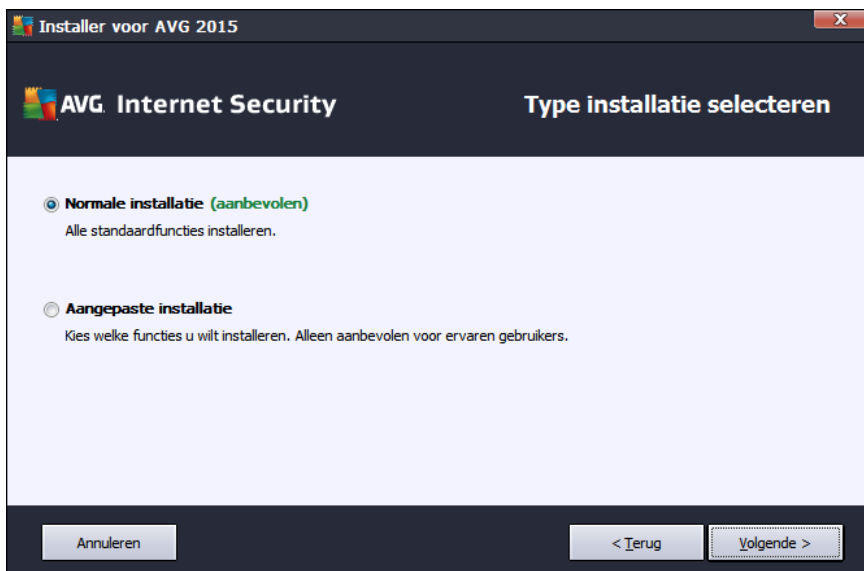 Installer voor AVG 2015
AVG. Internet Security
Type installatie selecteren
Normale installatie (aanbevolen)
Alle standaardfuncties installeren.
Aangepaste installatie
Kies welke functies u wilt installeren. Alleen aanbevolen voor ervaren gebruikers.
Annuleren
< Terug
Volgende >